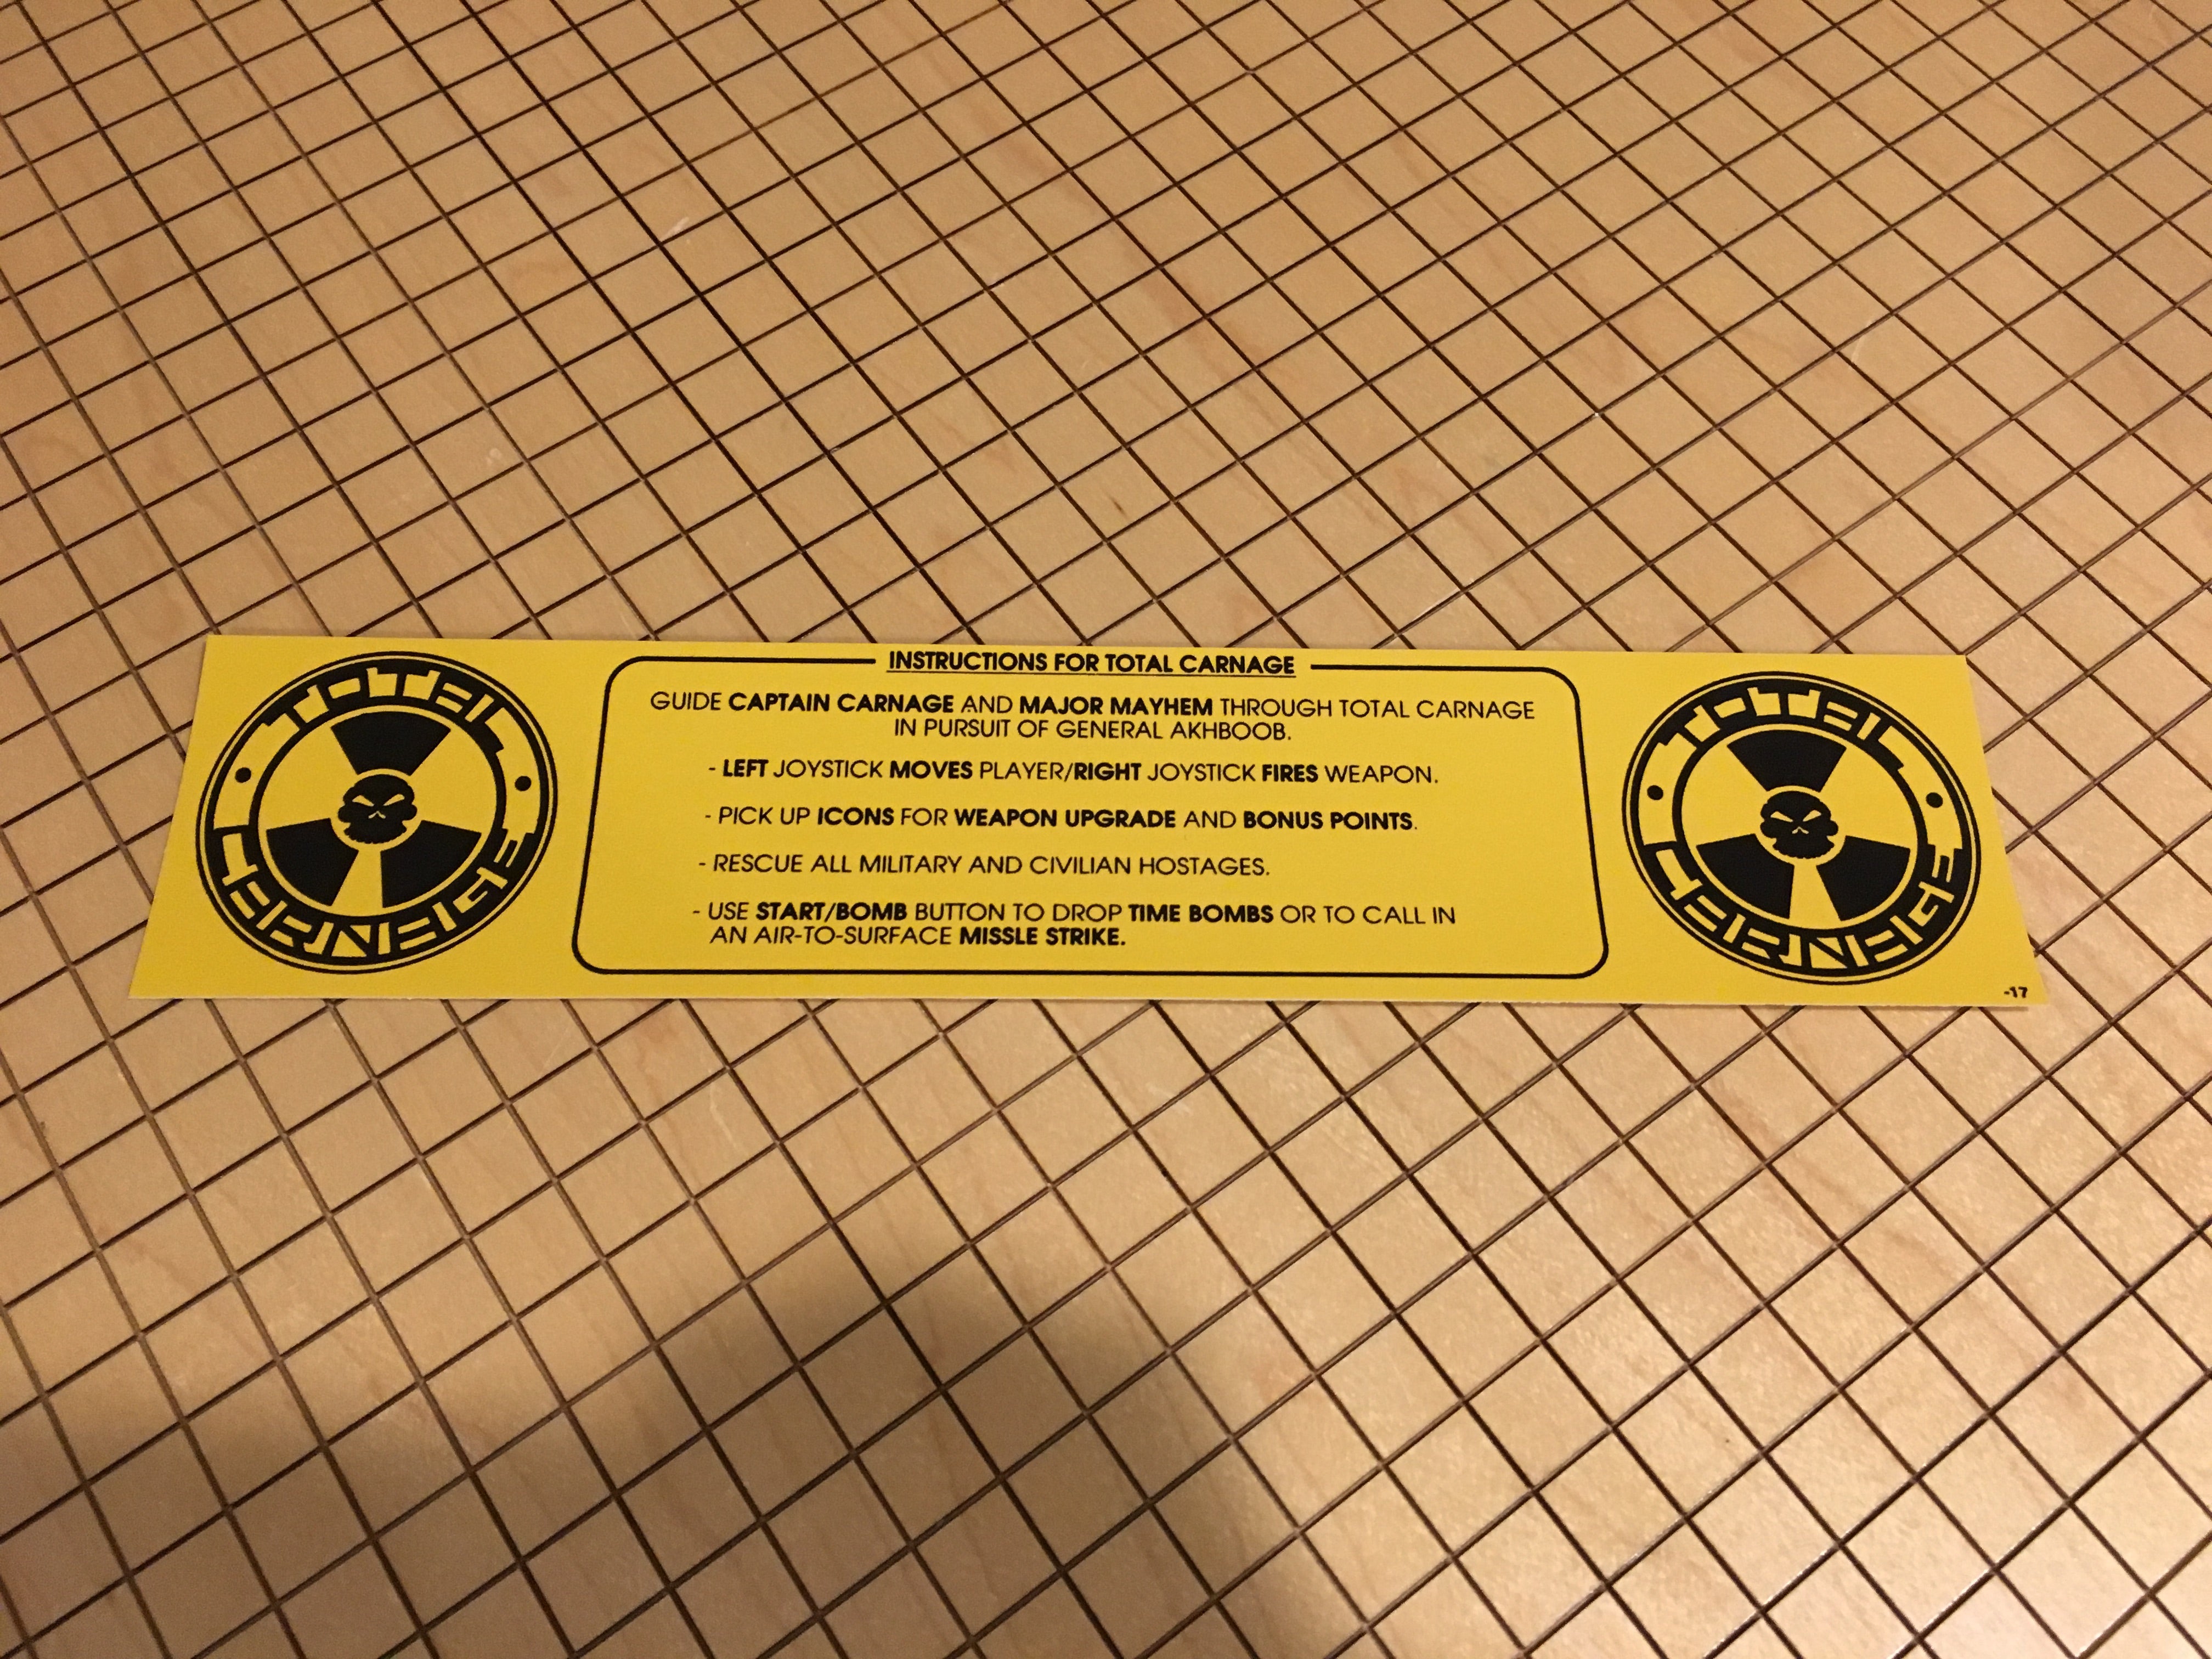 TOTAL CARNAGE
INSTRUCTIONS FOR TOTAL CARNAGE
GUIDE CAPTAIN CARNAGE AND MAJOR MAYHEM THROUGH TOTAL CARNAGE
IN PURSUIT OF GENERAL AKHBOOB.
- LEFT JOYSTICK MOVES PLAYER/RIGHT JOYSTICK FIRES WEAPON.
- PICK UP ICONS FOR WEAPON UPGRADE AND BONUS POINTS.
- RESCUE ALL MILITARY AND CIVILIAN HOSTAGES.
- USE START/BOMB BUTTON TO DROP TIME BOMBS OR TO CALL IN
AN AIR-TO-SURFACE MISSLE STRIKE.
TOTAL CARNAGE
-17